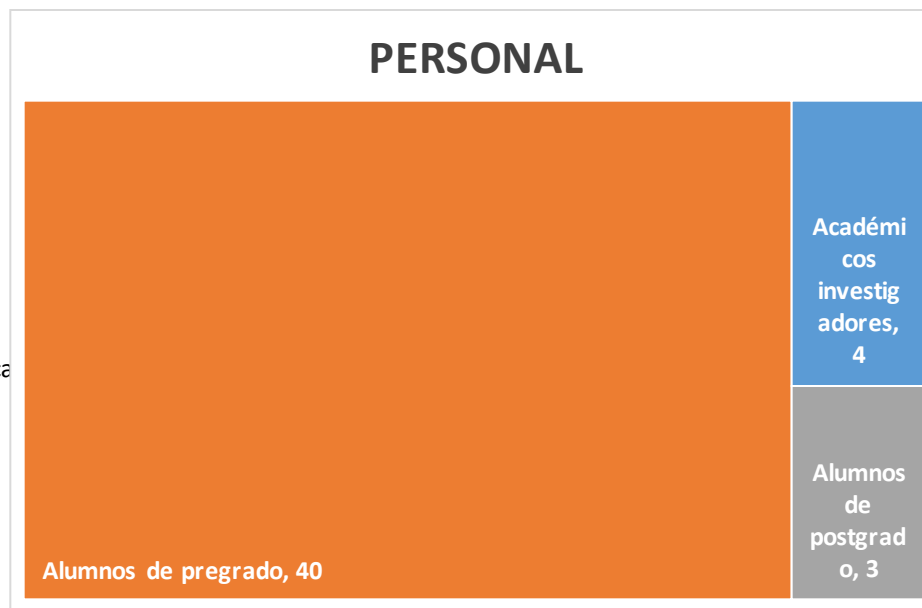 PERSONAL
Académi
cos
investig
adores,
4
Alumnos de pregrado, 40
Alumnos
de
postgrad
o, 3